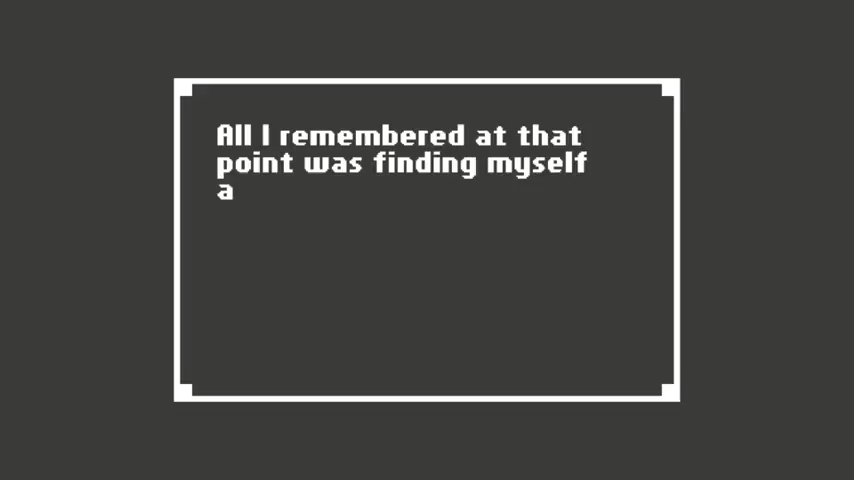 All I remembered at that
point was finding myself
a